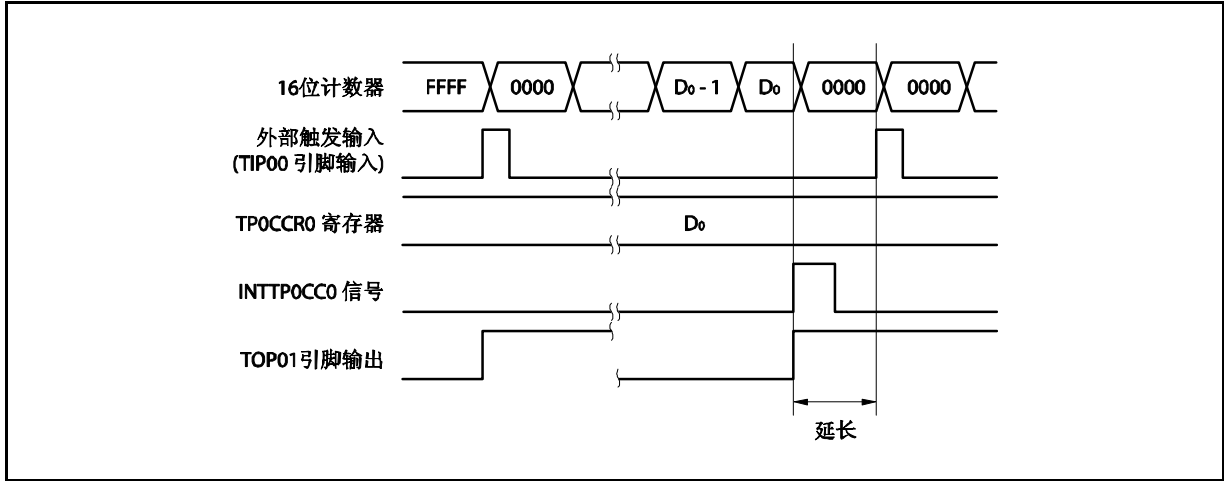 16位计数器 FFFF 0000 D₀ - 1 D₀ 0000 0000
外部触发输入
(TIP00 引脚输入)
TP0CCR0 寄存器 D₀
INTTP0CC0 信号
TOP01引脚输出
延长